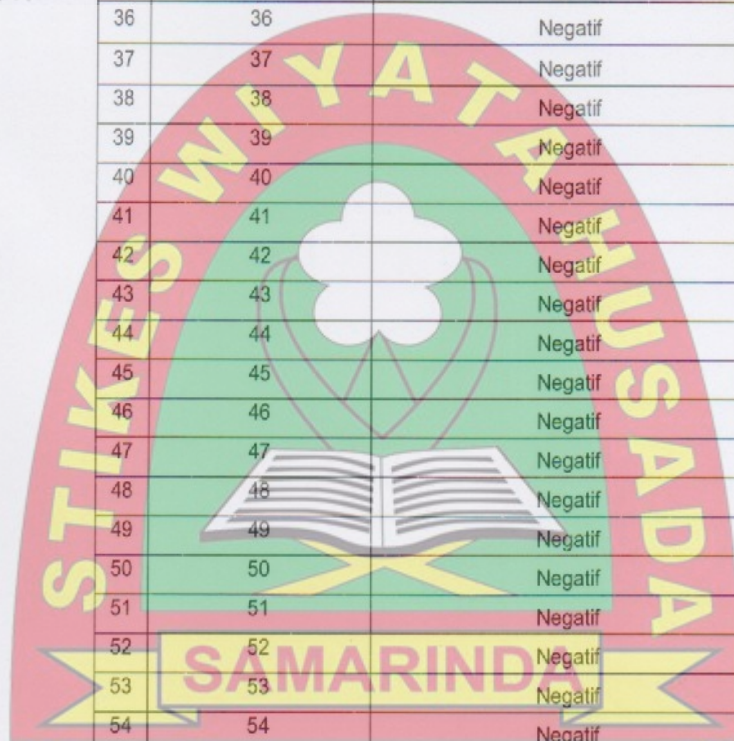 36 36 Negatif
37 37 Negatif
38 38 Negatif
39 39 Negatif
40 40 Negatif
41 41 Negatif
42 42 Negatif
43 43 Negatif
44 44 Negatif
45 45 Negatif
46 46 Negatif
47 47 Negatif
48 48 Negatif
49 49 Negatif
50 50 Negatif
51 51 Negatif
52 52 Negatif
53 53 Negatif
54 54 Negatif
STIKES WIYATA HUSADA
SAMARINDA